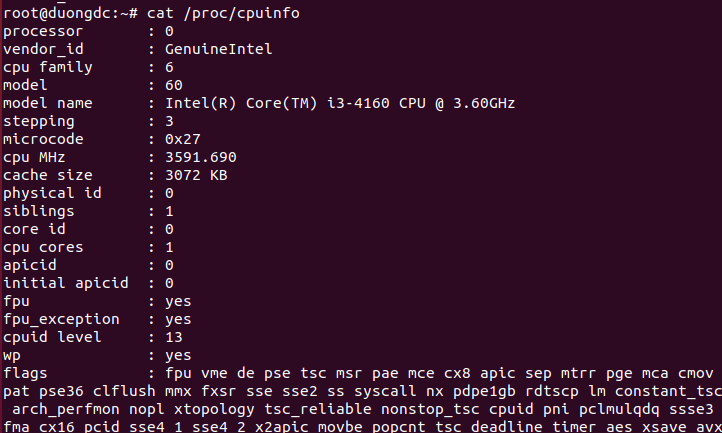 root@duongdc:~# cat /proc/cpuinfo
processor : 0
vendor_id : GenuineIntel
cpu family : 6
model : 60
model name : Intel(R) Core(TM) i3-4160 CPU @ 3.60GHz
stepping : 3
microcode : 0x27
cpu MHz : 3591.690
cache size : 3072 KB
physical id : 0
siblings : 1
core id : 0
cpu cores : 1
apicid : 0
initial apicid : 0
fpu : yes
fpu_exception : yes
cpuid level : 13
wp : yes
flags : fpu vme de pse tsc msr pae mce cx8 apic sep mtrr pge mca cmov
pat pse36 clflush mmx fxsr sse sse2 ss syscall nx pdpe1gb rdtscp lm constant_tsc
arch_perfmon nopl xtopology tsc_reliable nonstop_tsc cpuid pni pclmulqdq ssse3
fma cx16 pcid sse4_1 sse4_2 x2apic movbe popcnt tsc_deadline_timer aes xsave avx